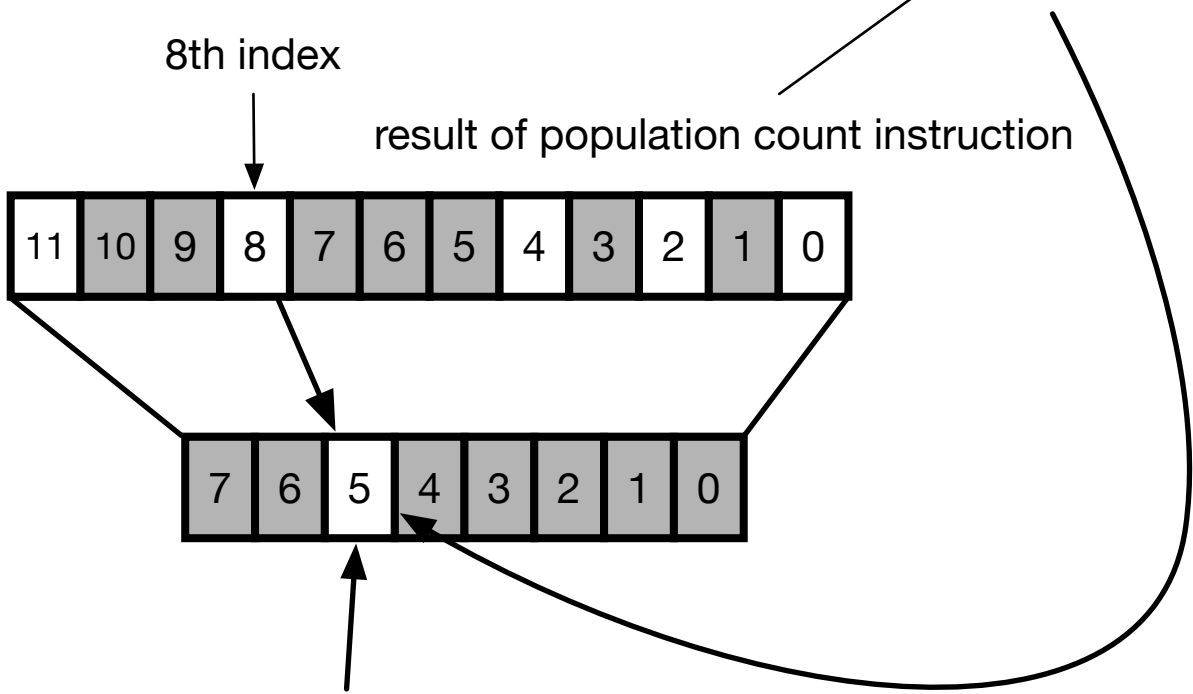 8th index
result of population count instruction
11 10 9 8 7 6 5 4 3 2 1 0
7 6 5 4 3 2 1 0